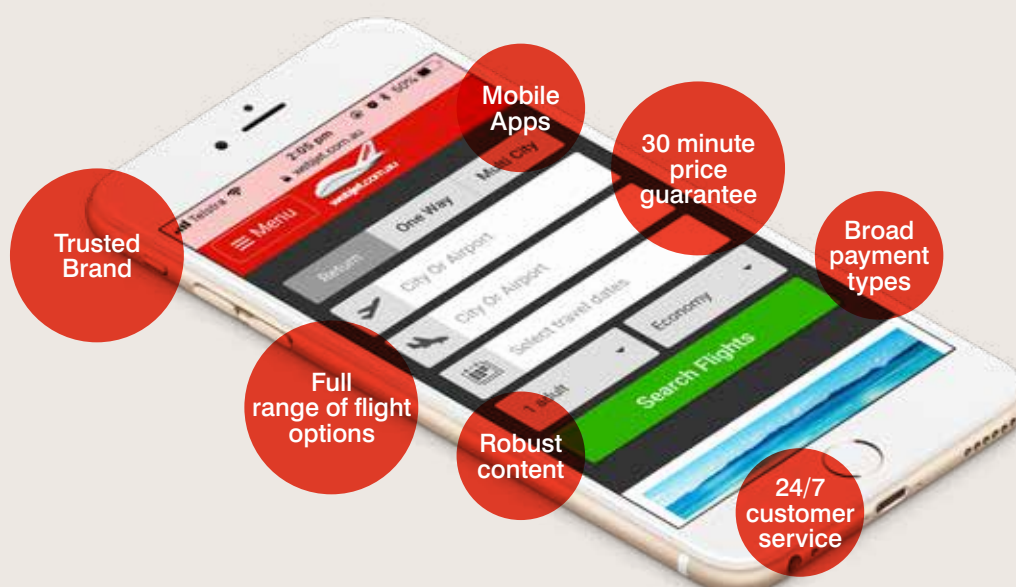 Mobile
Apps
30 minute
price
guarantee
Trusted
Brand
Broad
payment
types
Full
range of flight
options
Robust
content
24/7
customer
service
Telstra
2:05 pm
50%
webjet.com.au
Menu
webjet.com.au
Return
One Way
Multi City
City Or Airport
City Or Airport
Select travel dates
1 adult
Economy
Search Flights